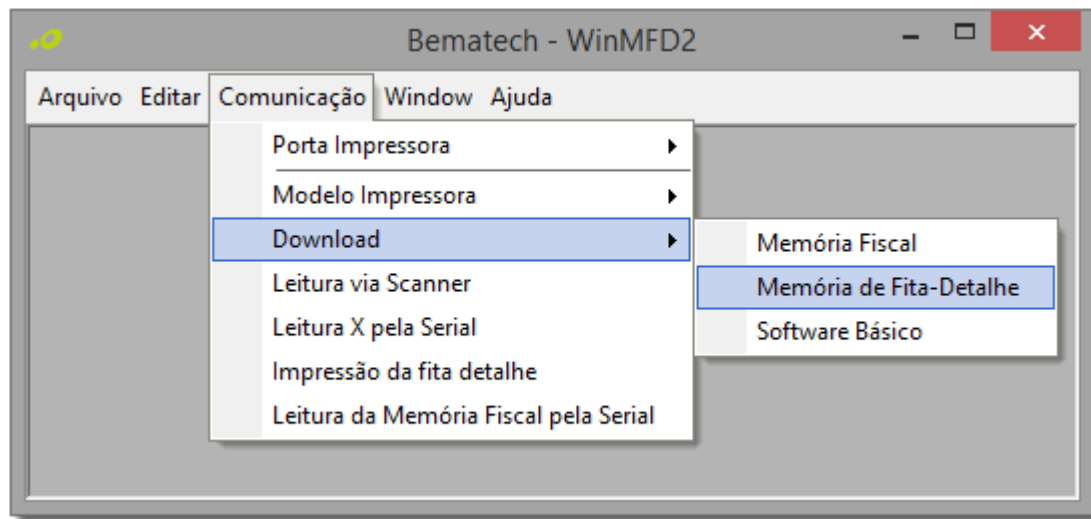 Bematech - WinMFD2
Arquivo Editar Comunicação Window Ajuda
Porta Impressora
Modelo Impressora
Download
Leitura via Scanner
Leitura X pela Serial
Impressão da fita detalhe
Leitura da Memória Fiscal pela Serial
Memória Fiscal
Memória de Fita-Detalhe
Software Básico